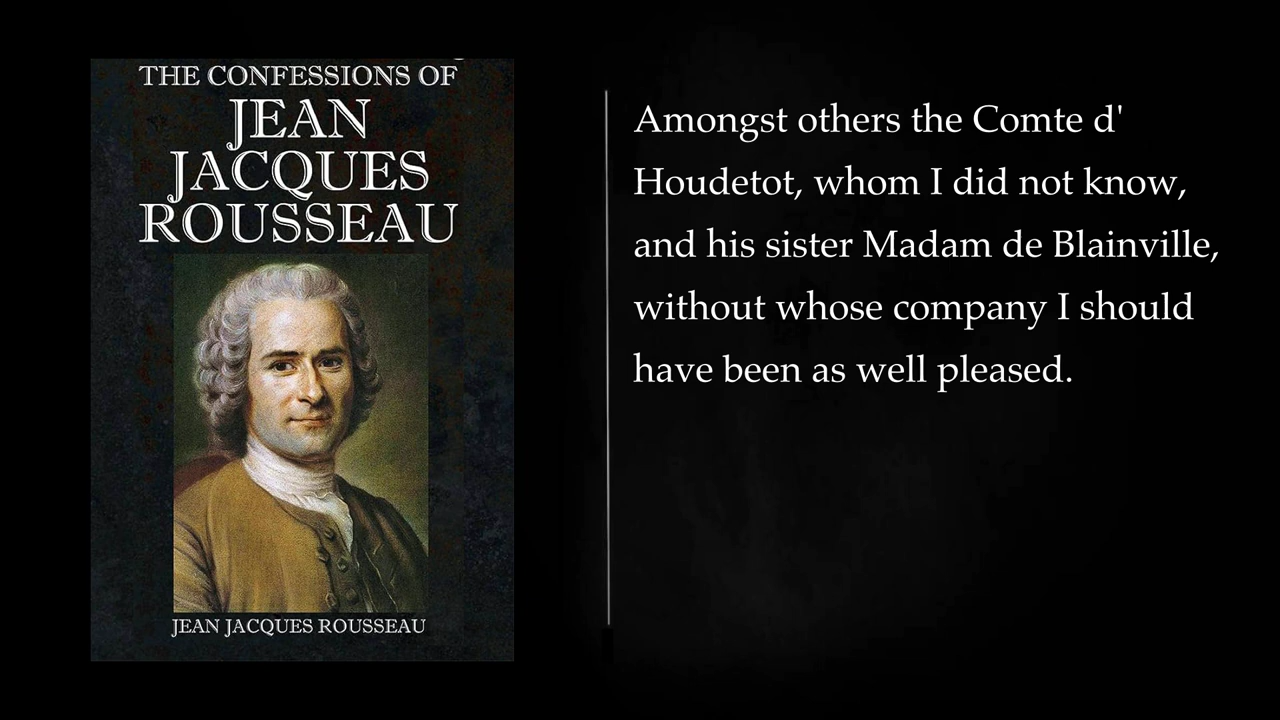 THE CONFESSIONS OF
JEAN
JACQUES
ROUSSEAU
JEAN JACQUES ROUSSEAU
Amongst others the Comte d'
Houdetot, whom I did not know,
and his sister Madam de Blainville,
without whose company I should
have been as well pleased.